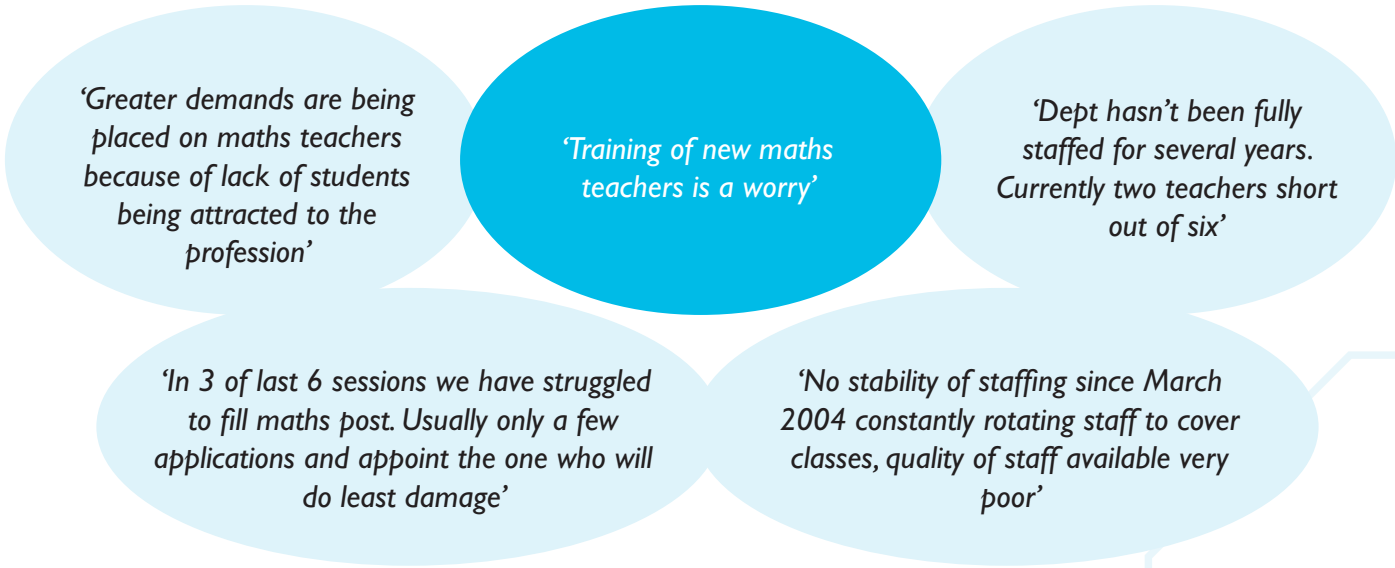 ‘Greater demands are being
placed on maths teachers
because of lack of students
being attracted to the
profession’
‘Training of new maths
teachers is a worry’
‘Dept hasn’t been fully
staffed for several years.
Currently two teachers short
out of six’
‘In 3 of last 6 sessions we have struggled
to fill maths post. Usually only a few
applications and appoint the one who will
do least damage’
‘No stability of staffing since March
2004 constantly rotating staff to cover
classes, quality of staff available very
poor’